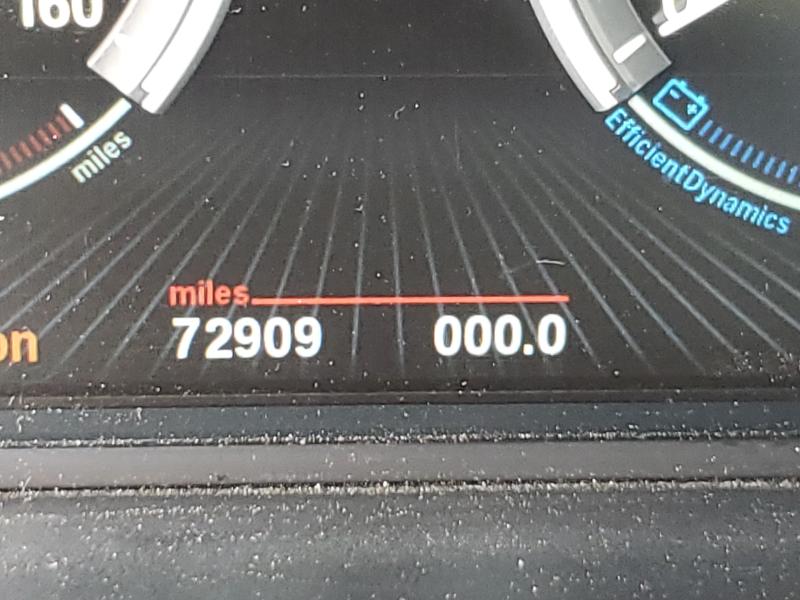 160
miles
EfficientDynamics
miles
72909 000.0
on